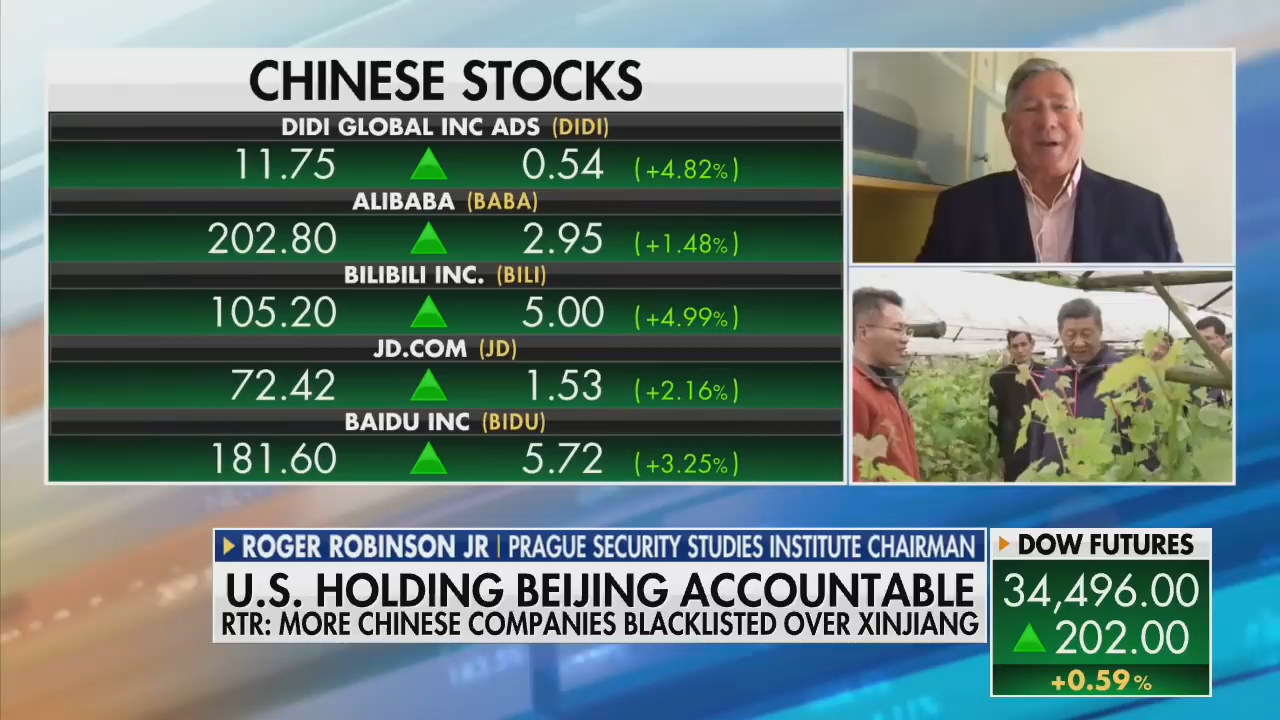 CHINESE STOCKS
DIDI GLOBAL INC ADS (DIDI)
11.75 ▲ 0.54 (+4.82%)
ALIBABA (BABA)
202.80 ▲ 2.95 (+1.48%)
BILIBILI INC. (BILI)
105.20 ▲ 5.00 (+4.99%)
JD.COM (JD)
72.42 ▲ 1.53 (+2.16%)
BAIDU INC (BIDU)
181.60 ▲ 5.72 (+3.25%)
ROGER ROBINSON JR | PRAGUE SECURITY STUDIES INSTITUTE CHAIRMAN
U.S. HOLDING BEIJING ACCOUNTABLE
RTR: MORE CHINESE COMPANIES BLACKLISTED OVER XINJIANG
DOW FUTURES
34,496.00
▲ 202.00
+0.59%